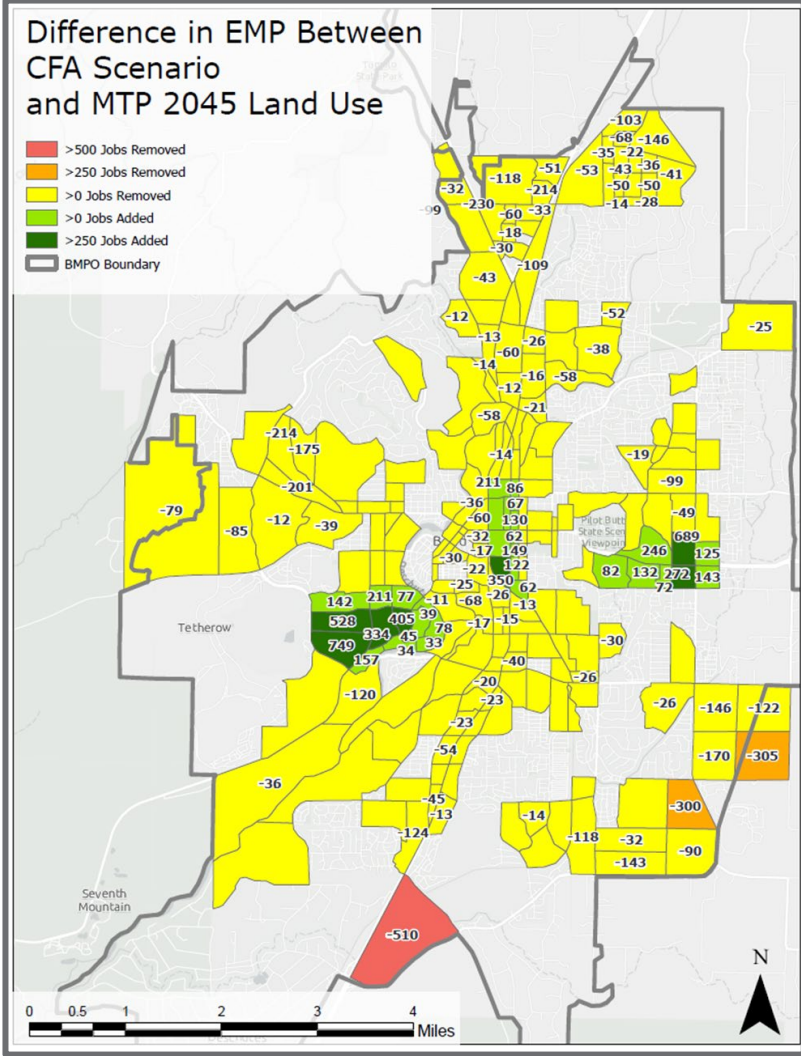 Difference in EMP Between
CFA Scenario
and MTP 2045 Land Use
>500 Jobs Removed
>250 Jobs Removed
>0 Jobs Removed
>0 Jobs Added
>250 Jobs Added
BMPO Boundary
-103
-68 -146
-35 -22
-51 -53 -43 -36
-118 -41
-32 -214 -50 -50
-99 -230 -60 -33 -14 -28
-18
-30
-109
-43
-12 -52
-25
-13 -26
-60 -38
-14
-16 -58
-12
-21
-58
-214
-175 -14 -19
-201 211 86 -99
-79 -36 67
-12 -60 130 -49
-85 -39 Pilot Butt
State Scen
Viewpoin
-32 62 689
-17 149 246 125
-30 122
-22 82 132 272 143
-25 350 62 72
142 211 77 -11 -68 -26
39 -13
528 405
Tetherow 334 45 78 -17 -15
749 34 33 -30
157 -40
-120 -20 -26
-23 -26 -146 -122
-23
-54 -170 -305
-36
-45 -300
-13 -14
-124 -118 -32
-143 -90
Seventh
Mountain
-510
N
0 0.5 1 2 3 4
Miles